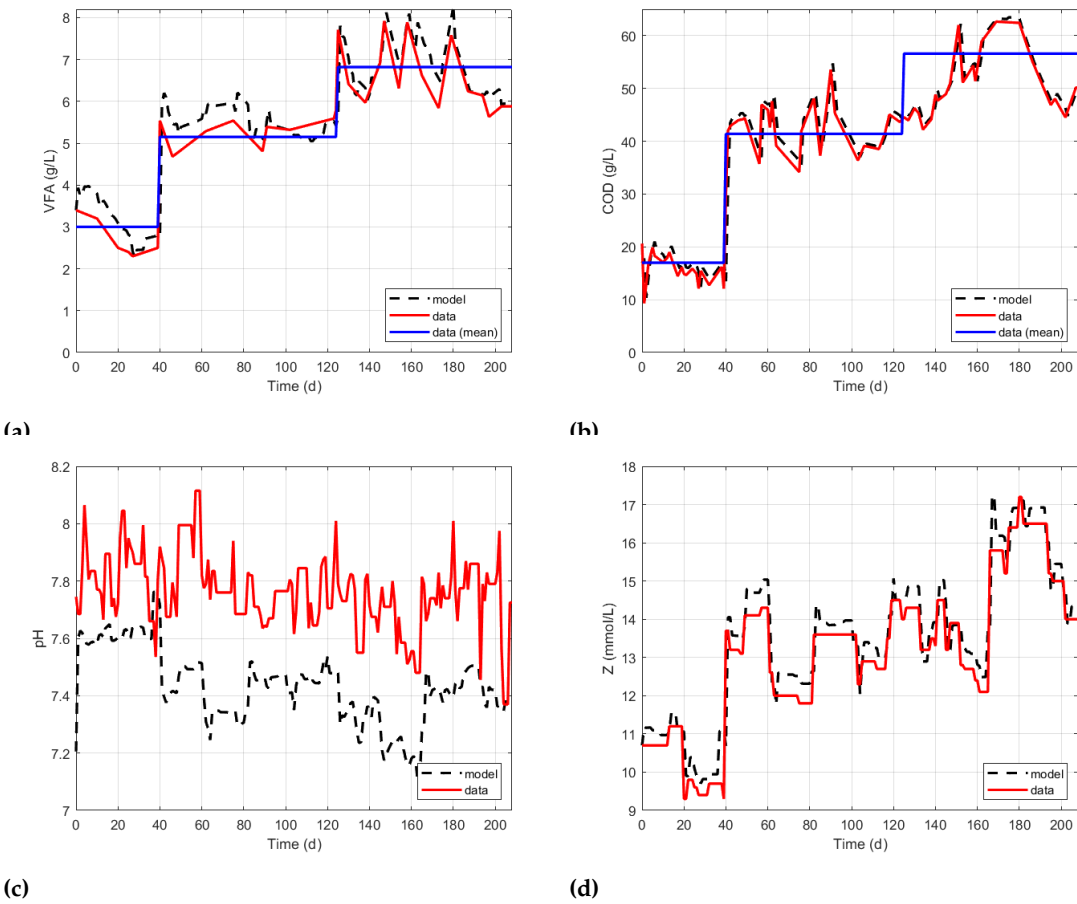 8
7
6
5
4
3
2
1
0
VFA (g/L)
0 20 40 60 80 100 120 140 160 180 200
Time (d)
model
data
data (mean)
(a)
60
50
40
30
20
10
0
COD (g/L)
0 20 40 60 80 100 120 140 160 180 200
Time (d)
model
data
data (mean)
(b)
8.2
8
7.8
7.6
7.4
7.2
7
pH
0 20 40 60 80 100 120 140 160 180 200
Time (d)
model
data
(c)
18
17
16
15
14
13
12
11
10
9
Z (mmol/L)
0 20 40 60 80 100 120 140 160 180 200
Time (d)
model
data
(d)